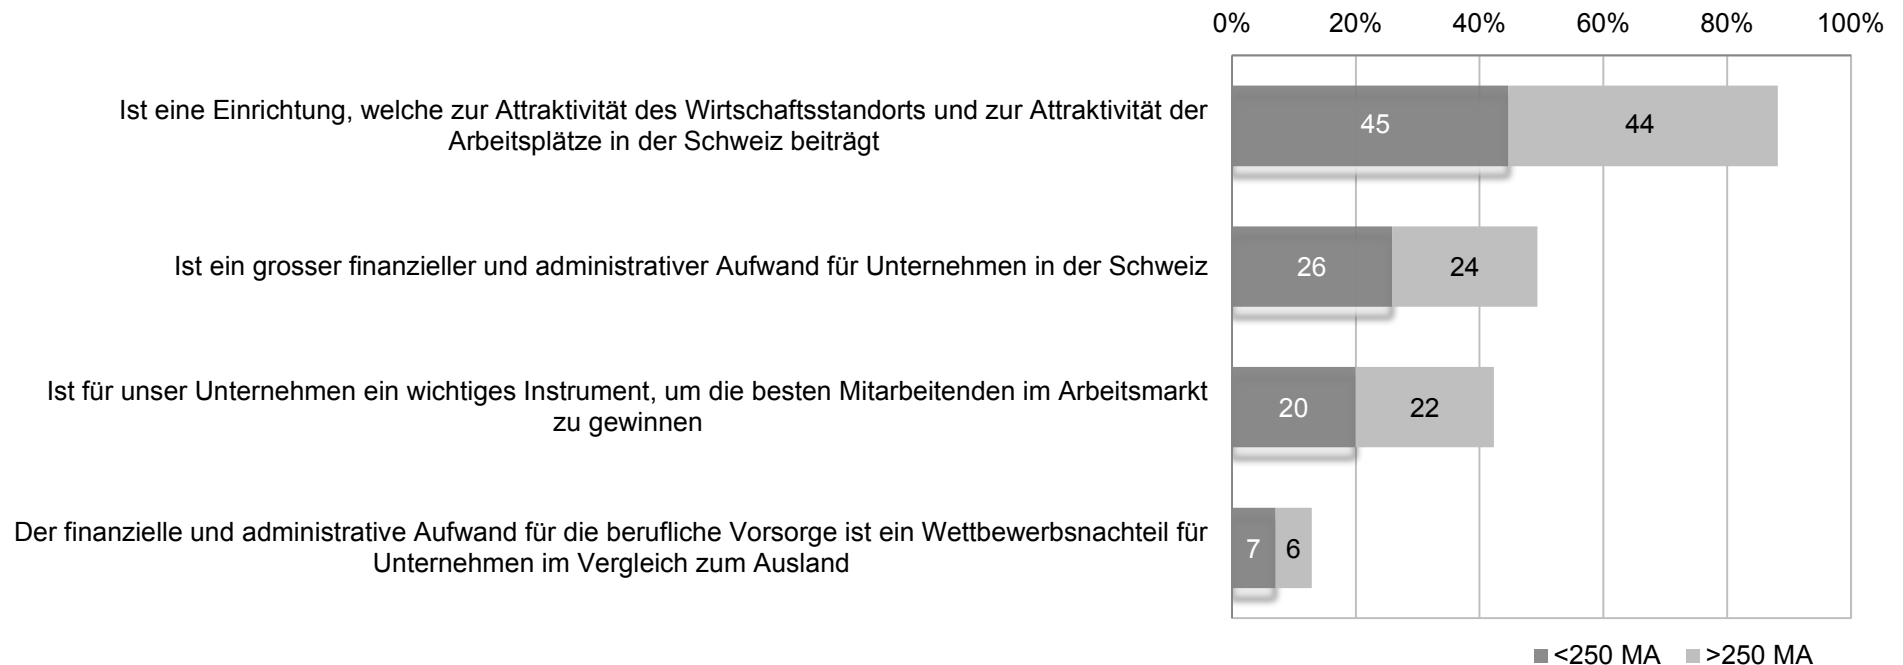 0% 20% 40% 60% 80% 100%
Ist eine Einrichtung, welche zur Attraktivität des Wirtschaftsstandorts und zur Attraktivität der
Arbeitsplätze in der Schweiz beiträgt
45 44
Ist ein grosser finanzieller und administrativer Aufwand für Unternehmen in der Schweiz
26 24
Ist für unser Unternehmen ein wichtiges Instrument, um die besten Mitarbeitenden im Arbeitsmarkt
zu gewinnen
20 22
Der finanzielle und administrative Aufwand für die berufliche Vorsorge ist ein Wettbewerbsnachteil für
Unternehmen im Vergleich zum Ausland
7 6
<250 MA >250 MA